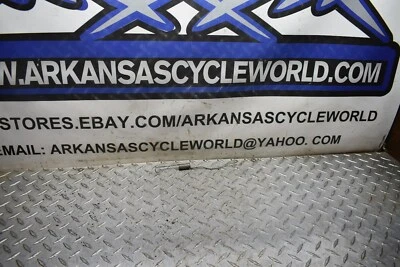 W.ARKANSASCYCLEWORLD.COM
STORES.EBAY.COM/ARKANSASCYCLEWORLD
EMAIL: ARKANSASCYCLEWORLD@YAHOO. COM